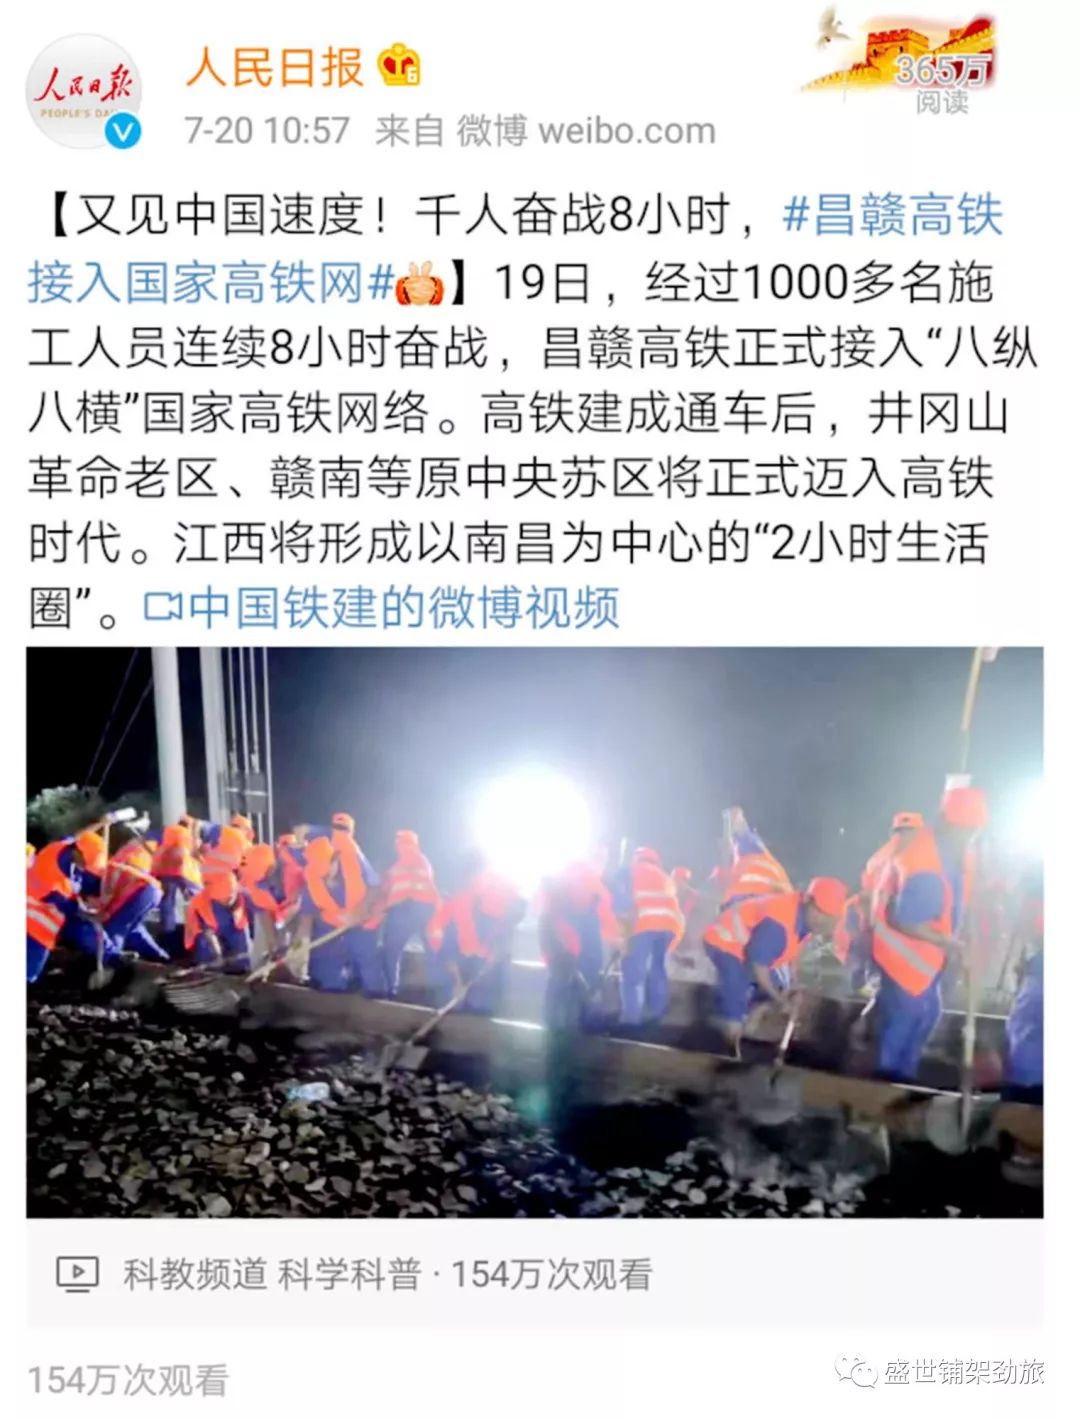 人民日报
PEOPLE'S DA
人民日报
365万
阅读
7-20 10:57 来自 微博 weibo.com
【又见中国速度！千人奋战8小时，#昌赣高铁
接入国家高铁网#】19日，经过1000多名施
工人员连续8小时奋战，昌赣高铁正式接入“八纵
八横”国家高铁网络。高铁建成通车后，井冈山
革命老区、赣南等原中央苏区将正式迈入高铁
时代。江西将形成以南昌为中心的“2小时生活
圈”。中国铁建的微博视频
科教频道 科学科普 · 154万次观看
154万次观看
盛世铺架劲旅